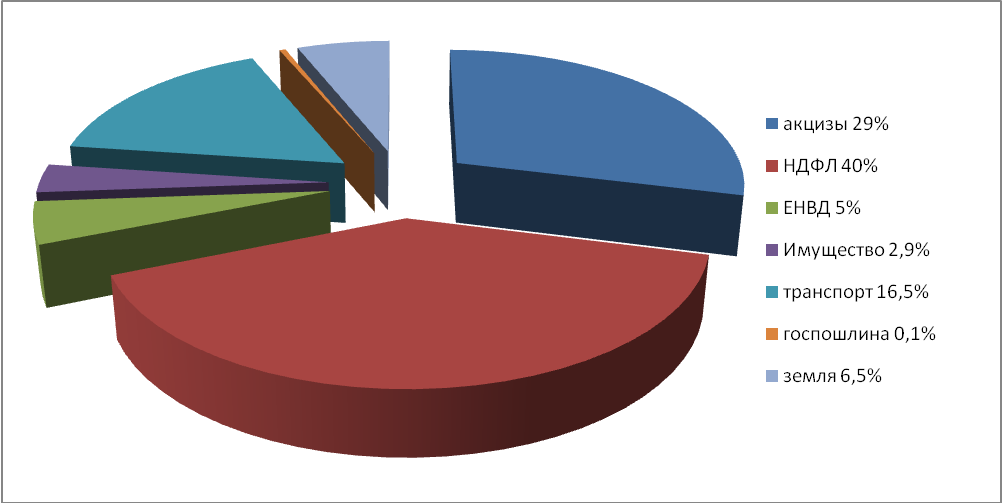 акцизы 29%
НДФЛ 40%
ЕНВД 5%
Имущество 2,9%
транспорт 16,5%
госпошлина 0,1%
земля 6,5%